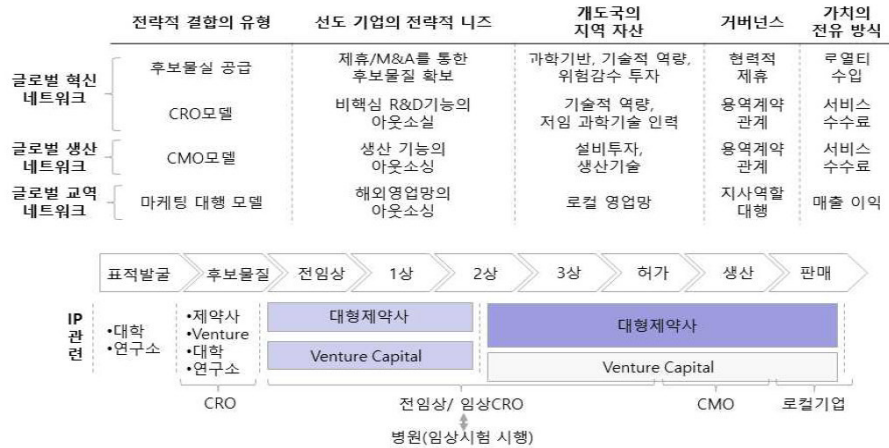 전략적 결합의 유형
선도 기업의 전략적 니즈
개도국의
지역 자산
거버넌스
가치의
전유 방식
글로벌 혁신
네트워크
후보물실 공급
제휴/M&A를 통한
후보물질 확보
과학기반, 기술적 역량,
위험감수 투자
협력적
제휴
로열티
수입
CRO모델
비핵심 R&D기능의
아웃소실
기술적 역량,
저임 과학기술 인력
용역계약
관계
서비스
수수료
글로벌 생산
네트워크
CMO모델
생산 기능의
아웃소싱
설비투자,
생산기술
용역계약
관계
서비스
수수료
글로벌 교역
네트워크
마케팅 대행 모델
해외영업망의
아웃소싱
로컬 영업망
지사역할
대행
매출 이익
표적발굴
후보물질
전임상
1상
2상
3상
허가
생산
판매
IP
관
련
•대학
•연구소
•제약사
•Venture
•대학
•연구소
대형제약사
Venture Capital
대형제약사
Venture Capital
CRO
전임상/ 임상CRO
CMO
로컬기업
병원(임상시험 시행)